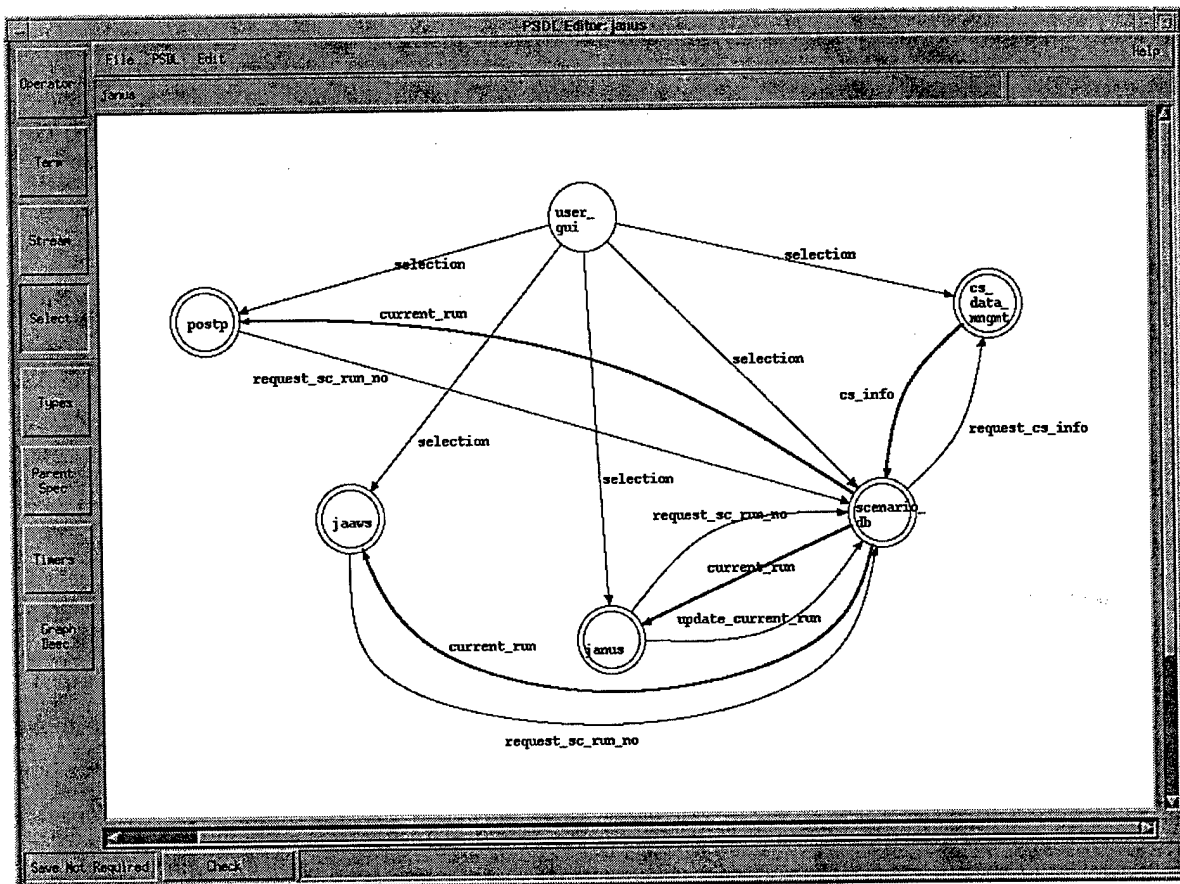 PSDL Editor: janus
File PSDL Edit Help
Operator
janus
Term
Stream
Select
Types
Parent
Spec
Timers
Graph
Desc
user_
gui
selection
selection
cs_
data_
mngmt
postp
current_run
selection
request_sc_run_no
cs_info
request_cs_info
selection
selection
jaaws
request_sc_run_no
scenario_
db
current_run
update_current_run
current_run
janus
request_sc_run_no
Save Not Required Check